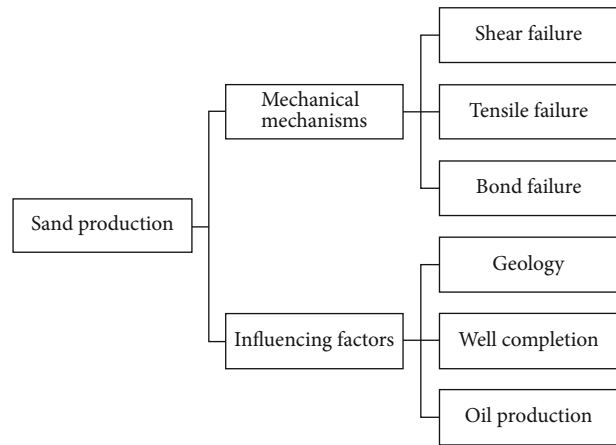 Sand production
Mechanical
mechanisms
Shear failure
Tensile failure
Bond failure
Influencing factors
Geology
Well completion
Oil production